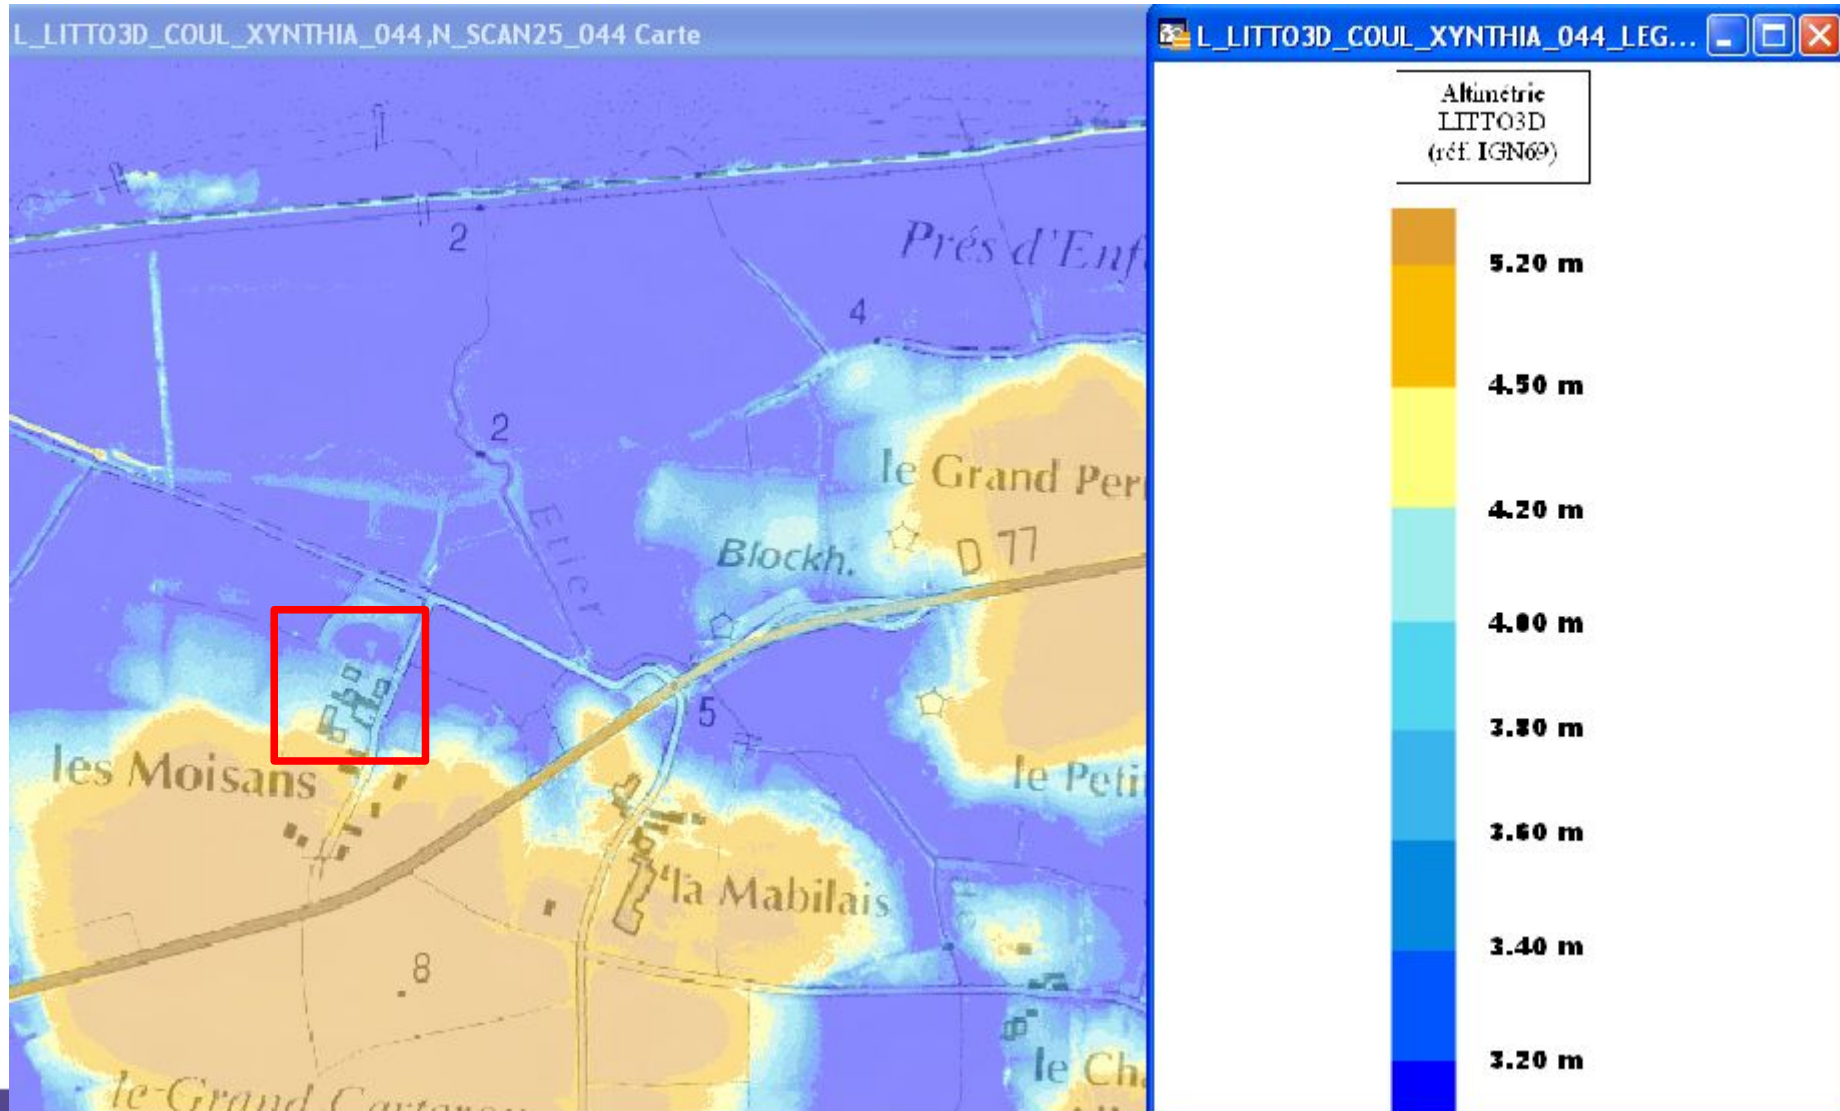 L_LITTO3D_COUL_XYNTHIA_044,N_SCAN25_044 Carte
L_LITTO3D_COUL_XYNTHIA_044_LEG...
Altimétrie
LITTO3D
(réf. IGN69)
5.20 m
4.50 m
4.20 m
4.00 m
3.80 m
3.60 m
3.40 m
3.20 m
2
Prés d'Enf
4
2
le Grand Per
Etier
Blockh.
D 77
5
les Moisans
le Peti
la Mabilais
8
le Ch
le Grand